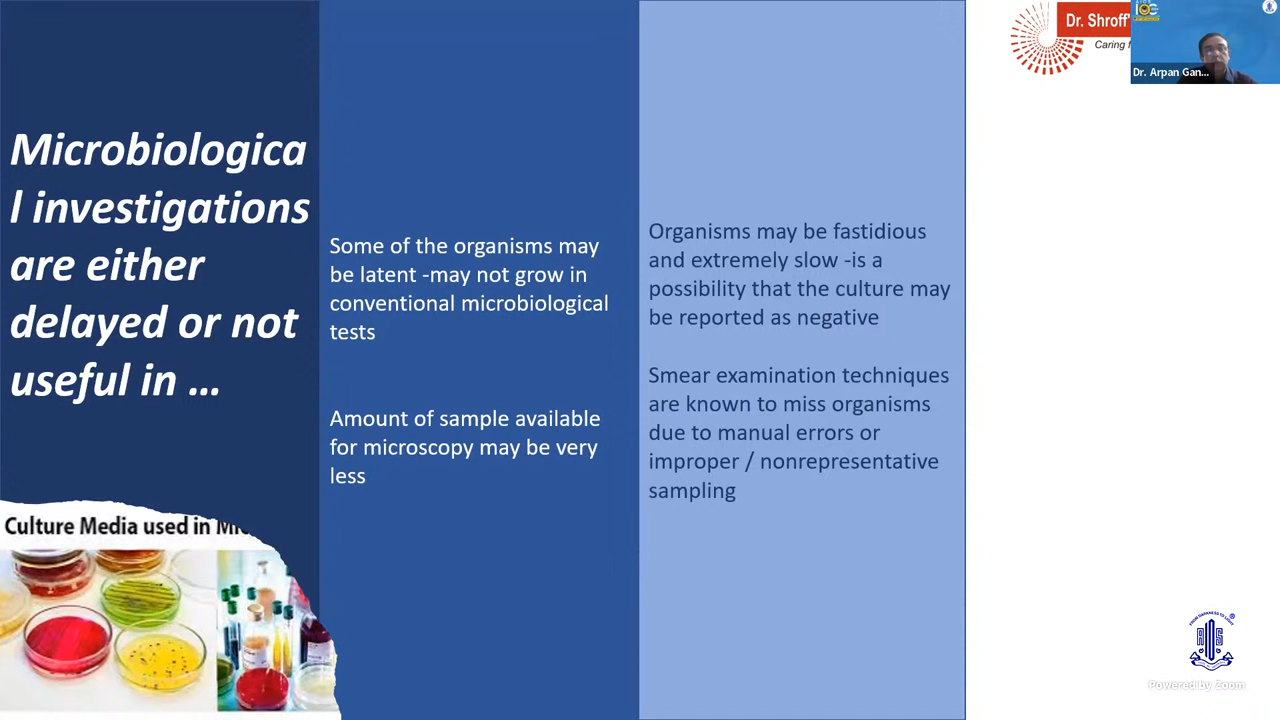 Microbiologica
l investigations
are either
delayed or not
useful in ...
Culture Media used in
Some of the organisms may
be latent -may not grow in
conventional microbiological
tests
Amount of sample available
for microscopy may be very
less
Organisms may be fastidious
and extremely slow -is a
possibility that the culture may
be reported as negative
Smear examination techniques
are known to miss organisms
due to manual errors or
improper / nonrepresentative
sampling
Dr. Shroff'
Caring
Dr. Arpan Gan...
Powered by Zoom